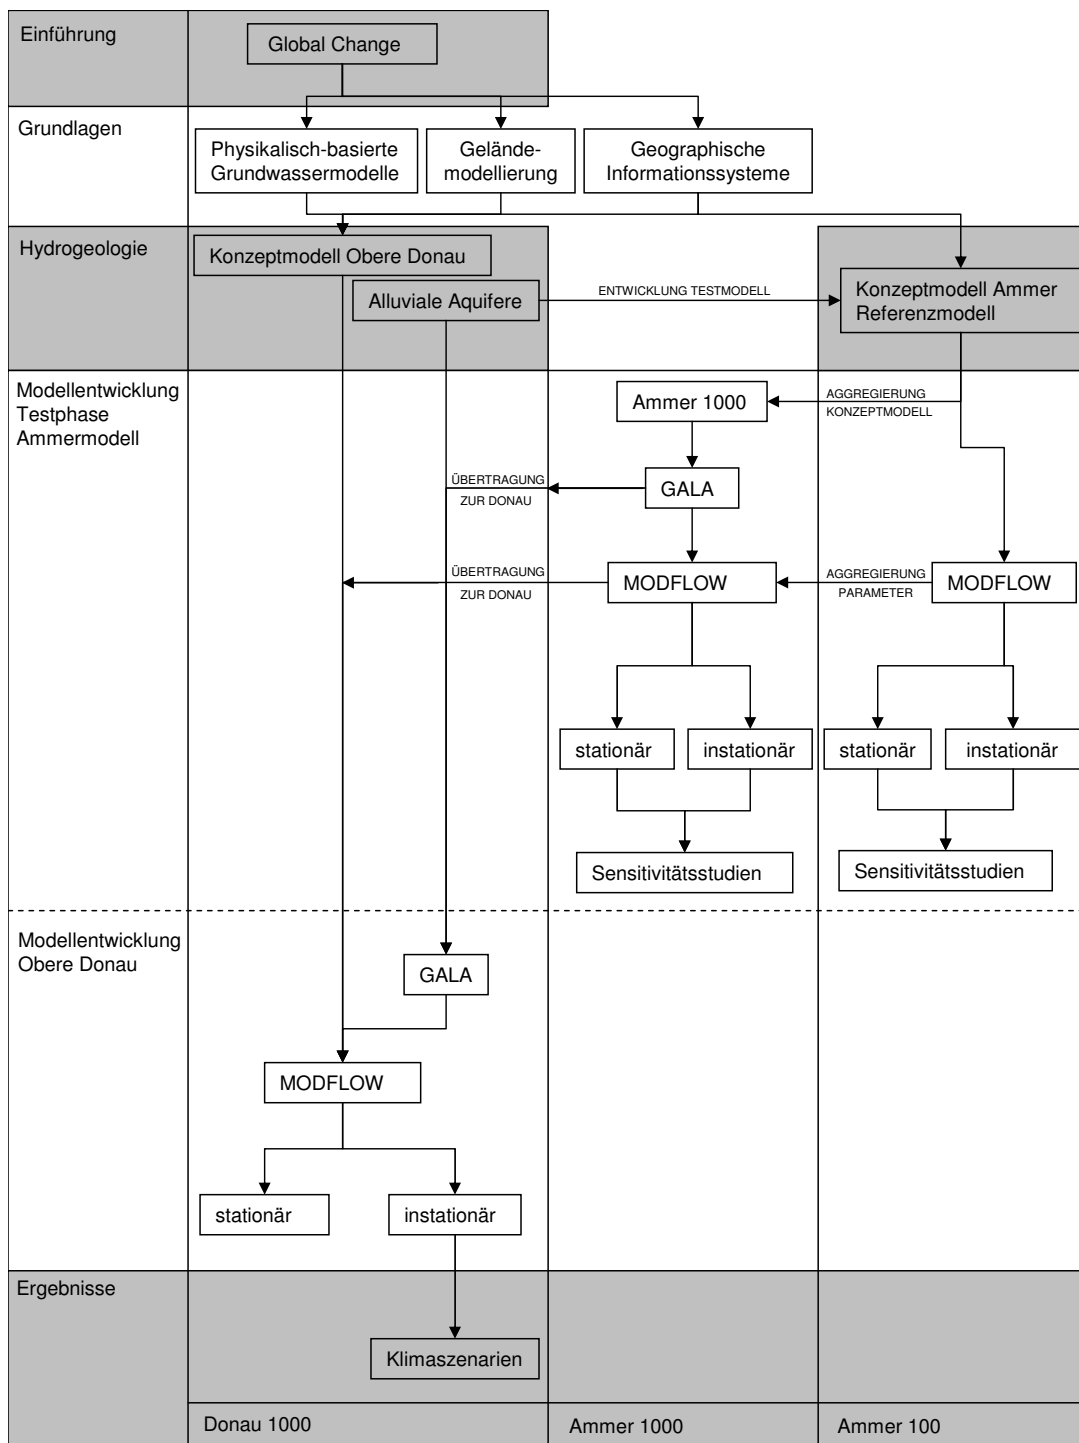 Einführung
Global Change
Grundlagen
Physikalisch-basierte
Grundwassermodelle
Gelände-
modellierung
Geographische
Informationssysteme
Hydrogeologie
Konzeptmodell Obere Donau
Alluviale Aquifere
ENTWICKLUNG TESTMODELL
Konzeptmodell Ammer
Referenzmodell
Modellentwicklung
Testphase
Ammermodell
Ammer 1000
AGGREGIERUNG
KONZEPTMODELL
GALA
ÜBERTRAGUNG
ZUR DONAU
MODFLOW
ÜBERTRAGUNG
ZUR DONAU
AGGREGIERUNG
PARAMETER
MODFLOW
stationär
instationär
stationär
instationär
Sensitivitätsstudien
Sensitivitätsstudien
Modellentwicklung
Obere Donau
GALA
MODFLOW
stationär
instationär
Ergebnisse
Klimaszenarien
Donau 1000
Ammer 1000
Ammer 100